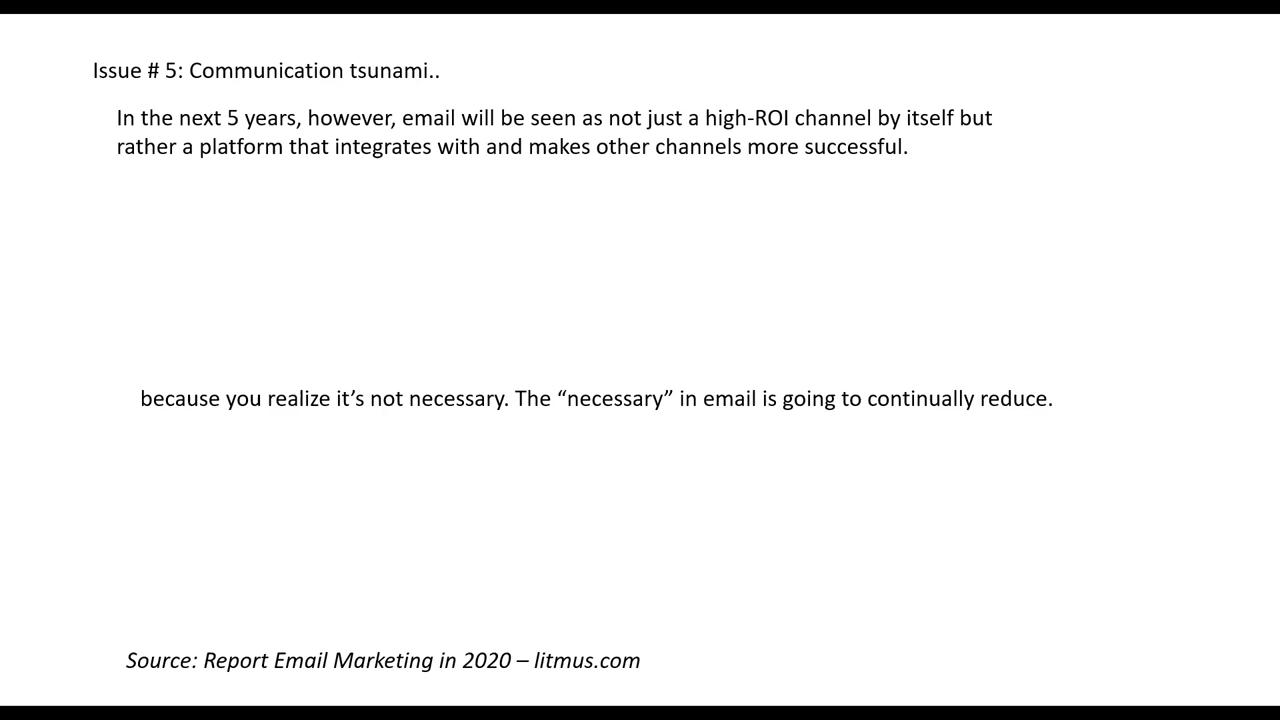 Issue # 5: Communication tsunami..
In the next 5 years, however, email will be seen as not just a high-ROI channel by itself but
rather a platform that integrates with and makes other channels more successful.
because you realize it’s not necessary. The “necessary” in email is going to continually reduce.
Source: Report Email Marketing in 2020 – litmus.com